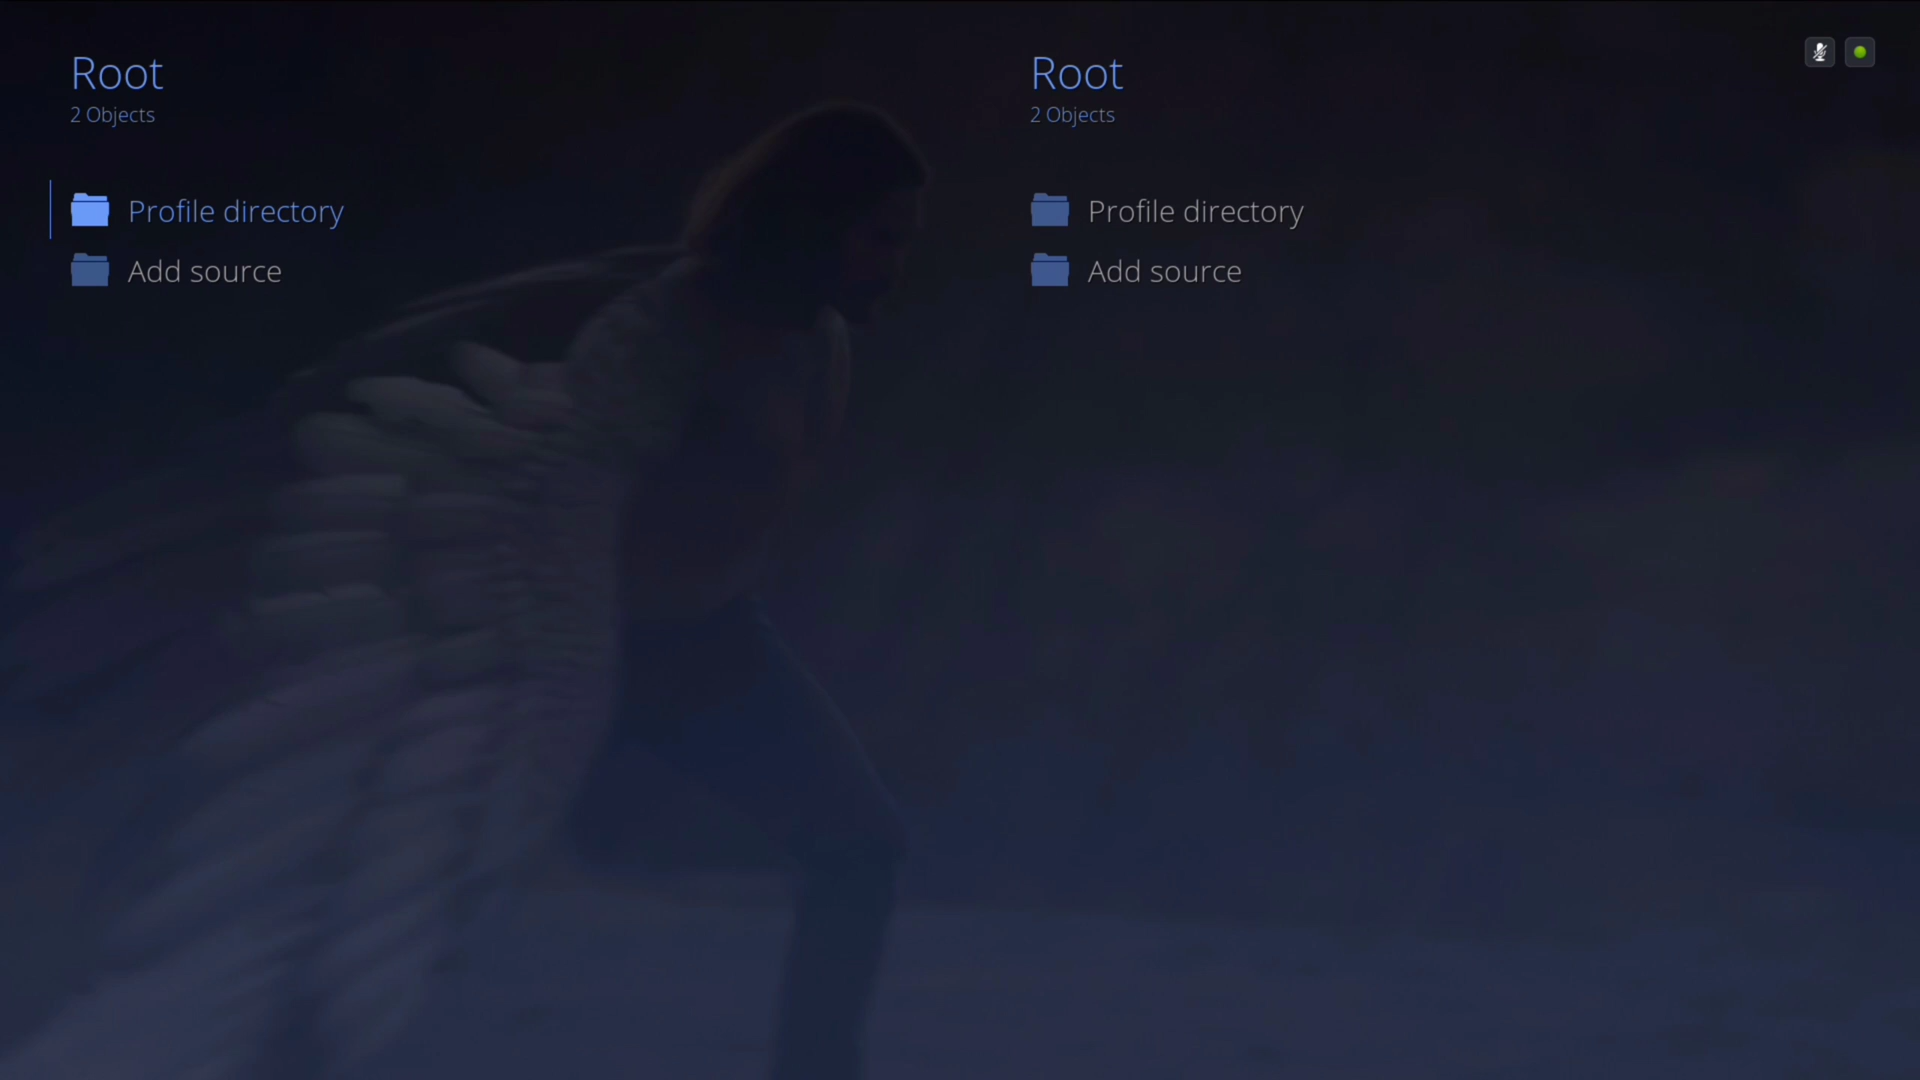 Root
2 Objects
Profile directory
Add source
Root
2 Objects
Profile directory
Add source